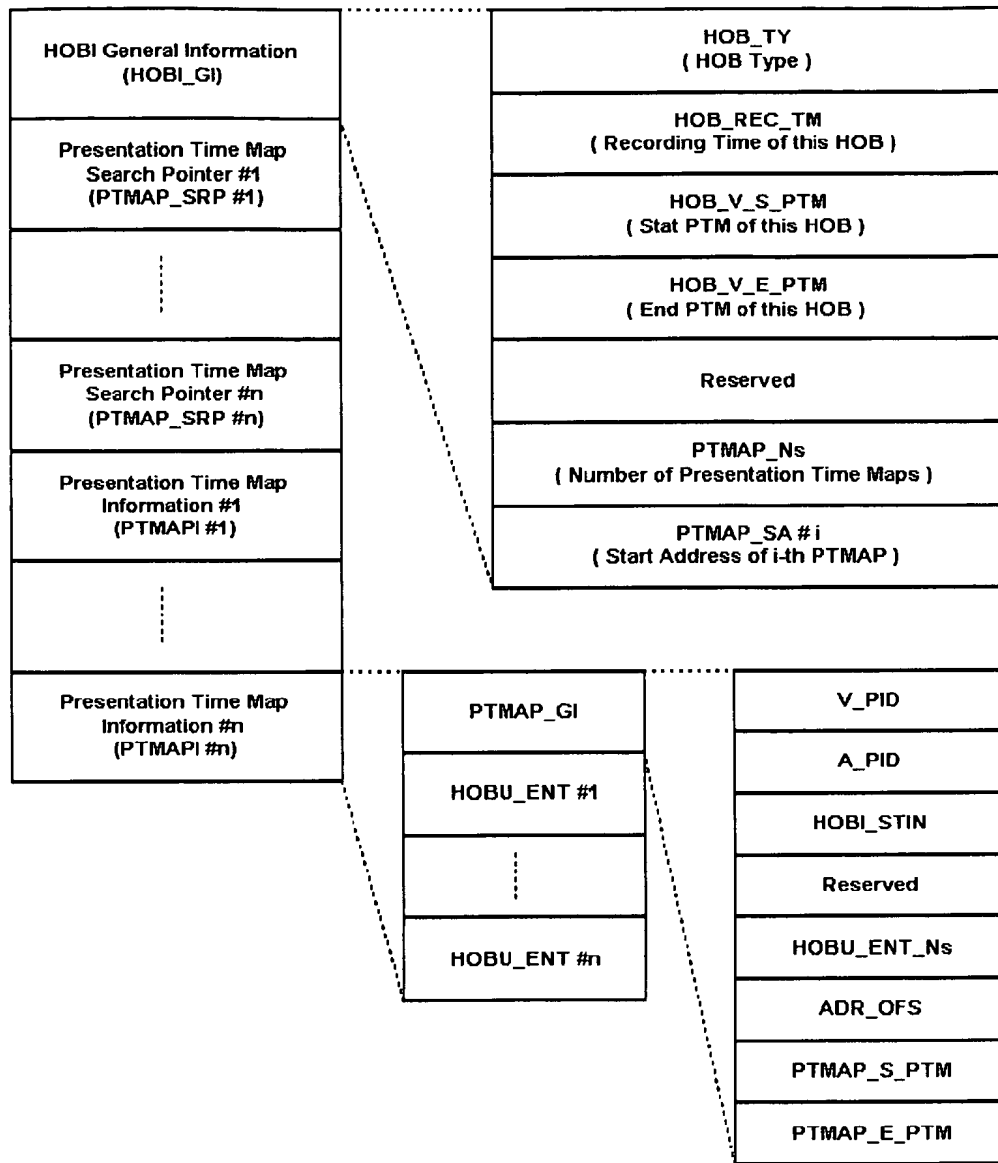 HOBI General Information
(HOBI_GI)
Presentation Time Map
Search Pointer #1
(PTMAP_SRP #1)
Presentation Time Map
Search Pointer #n
(PTMAP_SRP #n)
Presentation Time Map
Information #1
(PTMAPI #1)
Presentation Time Map
Information #n
(PTMAPI #n)
HOB_TY
( HOB Type )
HOB_REC_TM
( Recording Time of this HOB )
HOB_V_S_PTM
( Stat PTM of this HOB )
HOB_V_E_PTM
( End PTM of this HOB )
Reserved
PTMAP_Ns
( Number of Presentation Time Maps )
PTMAP_SA # i
( Start Address of i-th PTMAP )
PTMAP_GI
HOBU_ENT #1
HOBU_ENT #n
V_PID
A_PID
HOBI_STIN
Reserved
HOBU_ENT_Ns
ADR_OFS
PTMAP_S_PTM
PTMAP_E_PTM